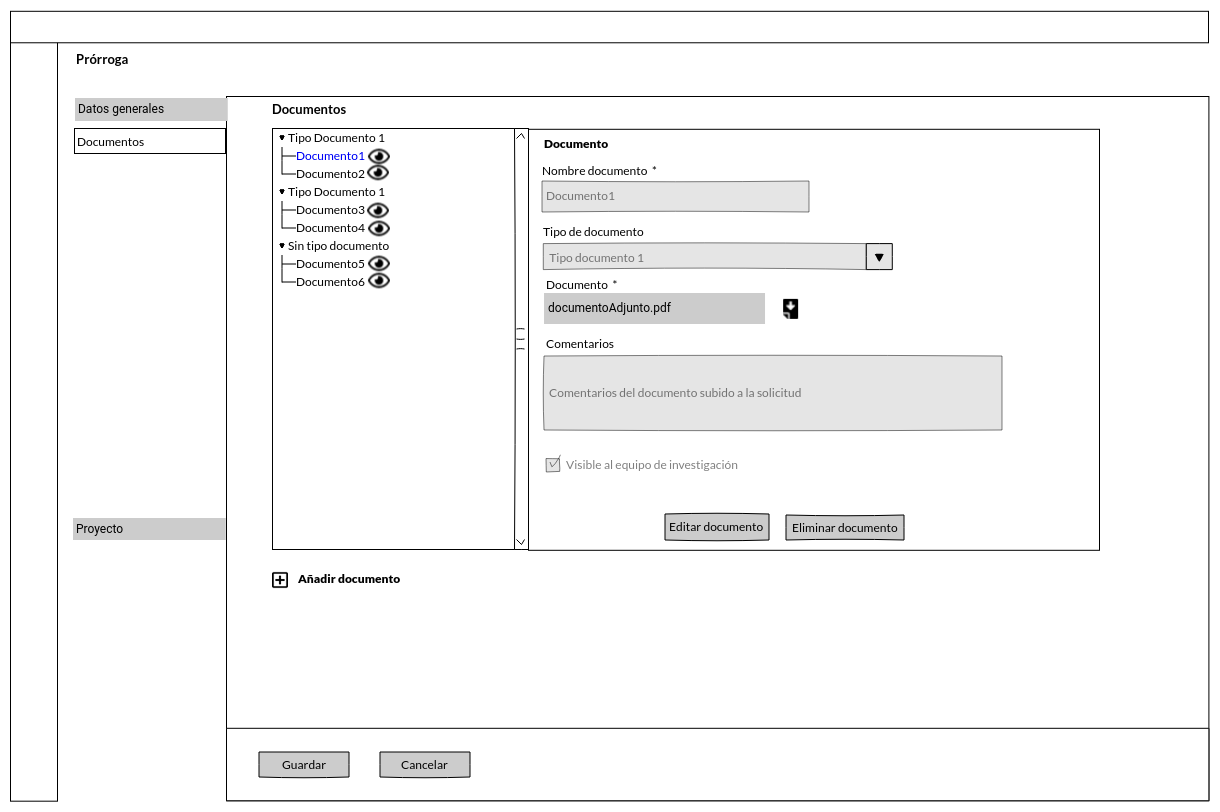 Prórroga
Datos generales
Documentos
Proyecto
Documentos
Tipo Documento 1
Documento1
Documento2
Tipo Documento 1
Documento3
Documento4
Sin tipo documento
Documento5
Documento6
Documento
Nombre documento *
Documento1
Tipo de documento
Tipo documento 1
Documento *
documentoAdjunto.pdf
Comentarios
Comentarios del documento subido a la solicitud
Visible al equipo de investigación
Editar documento
Eliminar documento
Añadir documento
Guardar
Cancelar